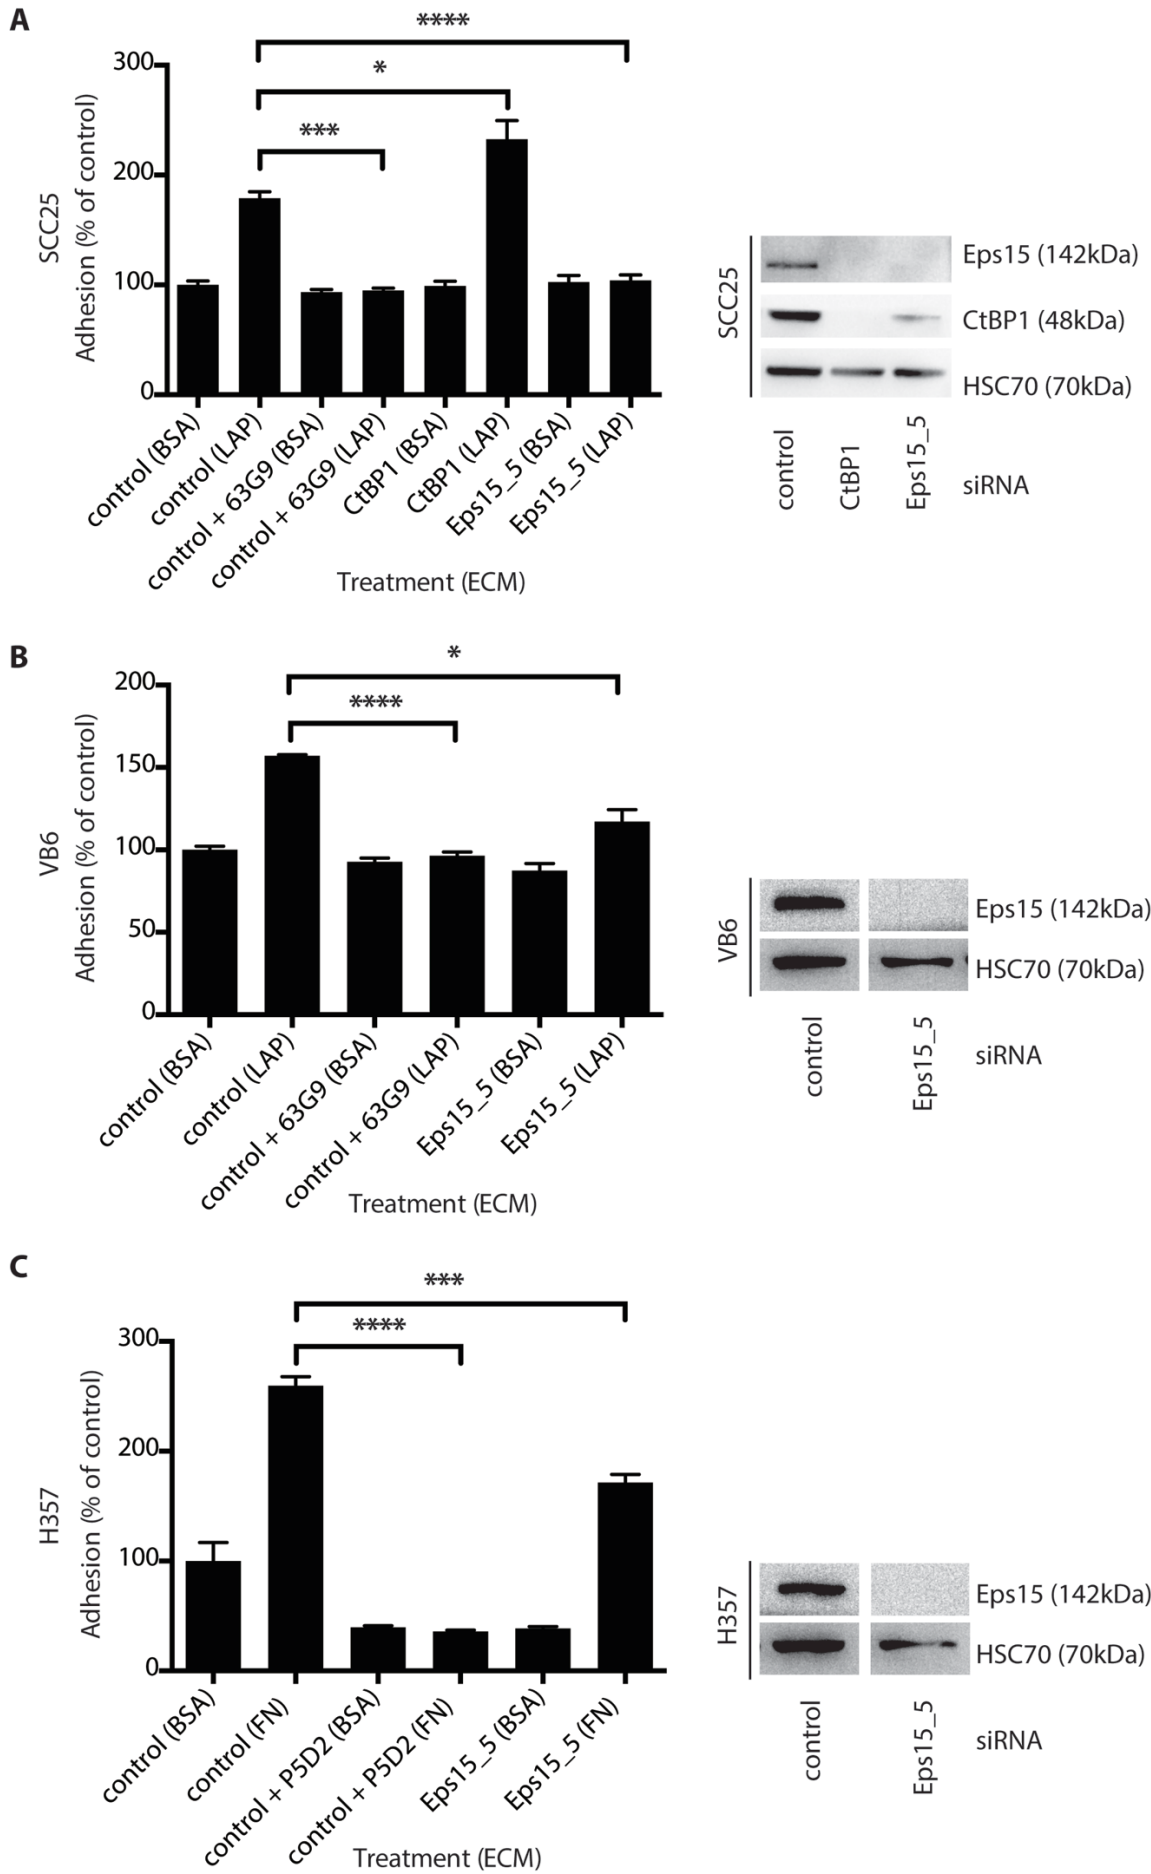 A
****
*
***
300
200
100
0
SCC25
Adhesion (% of control)
control (BSA)
control (LAP)
control + 63G9 (BSA)
control + 63G9 (LAP)
CtBP1 (BSA)
CtBP1 (LAP)
Eps15_5 (BSA)
Eps15_5 (LAP)
Treatment (ECM)
SCC25
Eps15 (142kDa)
CtBP1 (48kDa)
HSC70 (70kDa)
control
CtBP1
Eps15_5
siRNA
B
*
****
200
150
100
50
0
VB6
Adhesion (% of control)
control (BSA)
control (LAP)
control + 63G9 (BSA)
control + 63G9 (LAP)
Eps15_5 (BSA)
Eps15_5 (LAP)
Treatment (ECM)
VB6
Eps15 (142kDa)
HSC70 (70kDa)
control
Eps15_5
siRNA
C
***
****
300
200
100
0
H357
Adhesion (% of control)
control (BSA)
control (FN)
control + P5D2 (BSA)
control + P5D2 (FN)
Eps15_5 (BSA)
Eps15_5 (FN)
Treatment (ECM)
H357
Eps15 (142kDa)
HSC70 (70kDa)
control
Eps15_5
siRNA